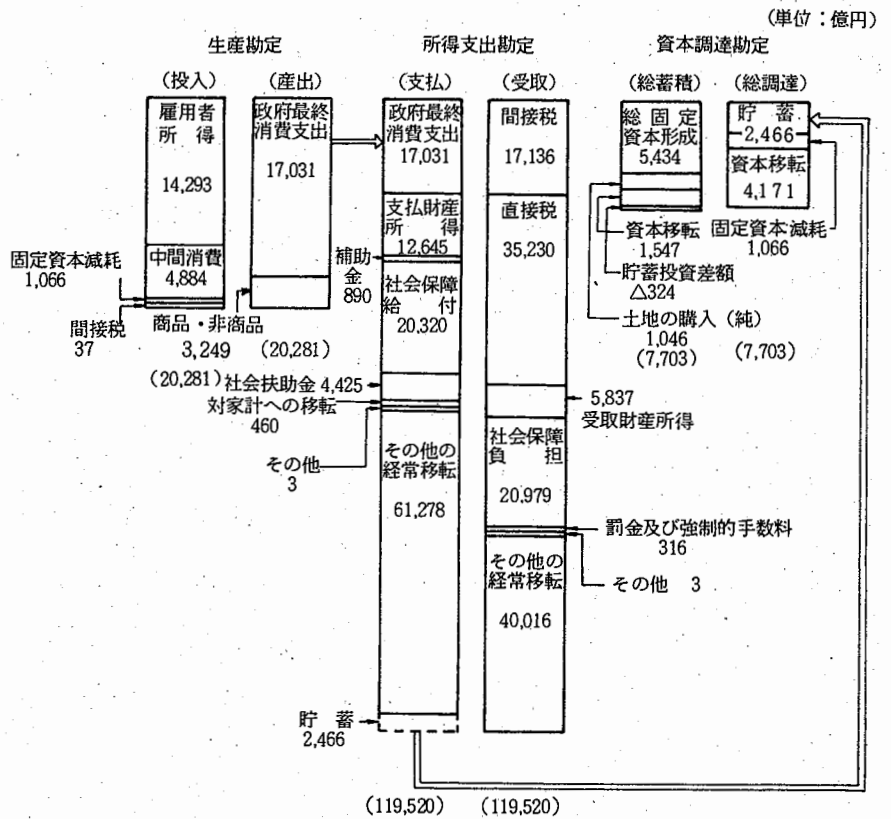 (単位:億円)
生産勘定
所得支出勘定
資本調達勘定
(投入)
(産出)
(支払)
(受取)
(総蓄積)
(総調達)
雇用者
所得
14,293
中間消費
4,884
固定資本減耗
1,066
間接税
37
(20,281)
政府最終
消費支出
17,031
商品・非商品
3,249
(20,281)
政府最終
消費支出
17,031
支払財産
所得
12,645
補助
金
890
社会保障
給付
20,320
社会扶助金 4,425
対家計への移転
460
その他
3
その他の
経常移転
61,278
貯蓄
2,466
(119,520)
間接税
17,136
直接税
35,230
5,837
受取財産所得
社会保障
負担
20,979
罰金及び強制的手数料
316
その他 3
その他の
経常移転
40,016
(119,520)
総固定
資本形成
5,434
資本移転
1,547
貯蓄投資差額
△324
土地の購入(純)
1,046
(7,703)
貯蓄
2,466
資本移転
4,171
固定資本減耗
1,066
(7,703)